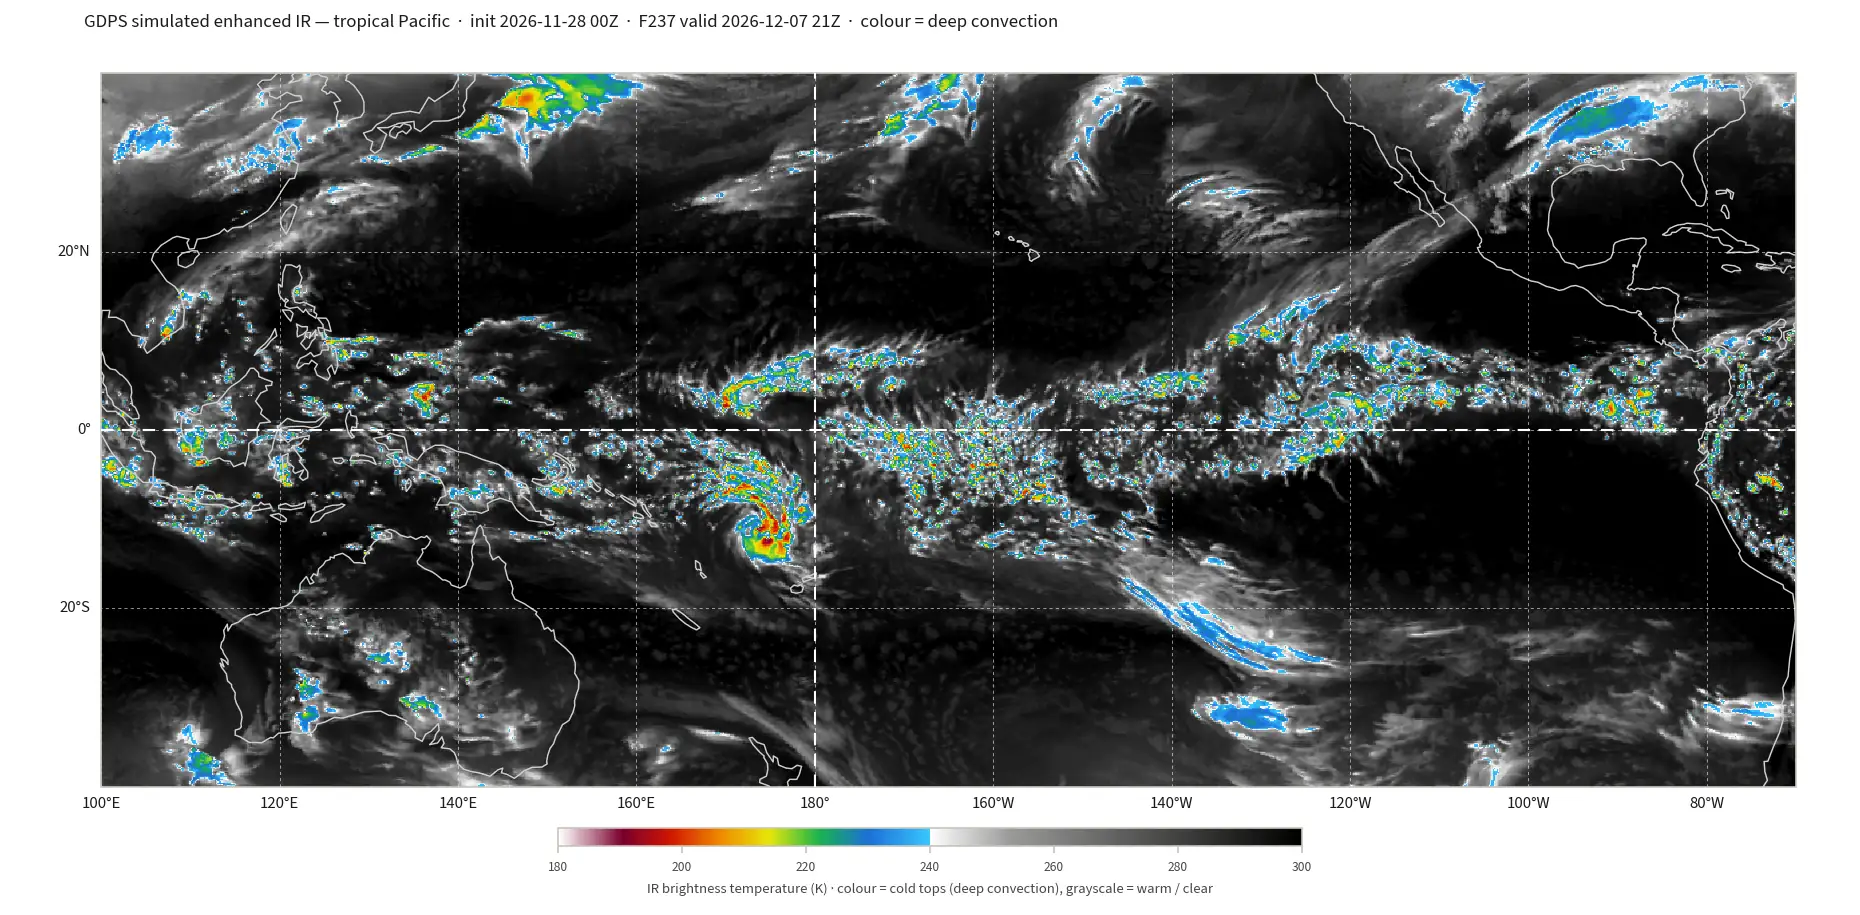 GDPS simulated enhanced IR — tropical Pacific · init 2026-11-28 00Z · F237 valid 2026-12-07 21Z · colour = deep convection
20°N
0°
20°S
100°E 120°E 140°E 160°E 180° 160°W 140°W 120°W 100°W 80°W
180 200 220 240 260 280 300
IR brightness temperature (K) · colour = cold tops (deep convection), grayscale = warm / clear